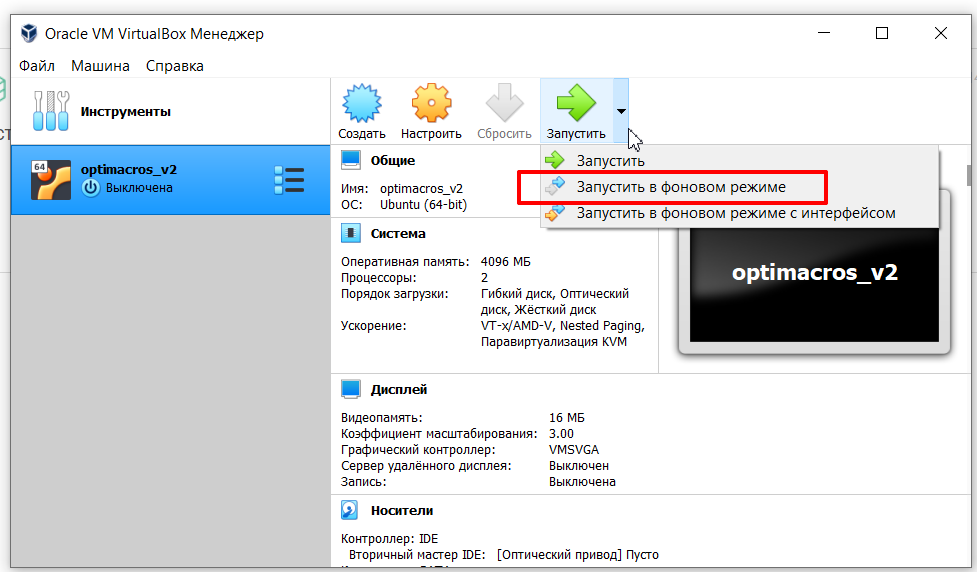 Oracle VM VirtualBox Менеджер
Файл Машина Справка
Инструменты
Создать Настроить Сбросить Запустить
64
optimacros_v2
Выключена
Запустить
Запустить в фоновом режиме
Запустить в фоновом режиме с интерфейсом
Общие
Имя: optimacros_v2
ОС: Ubuntu (64-bit)
optimacros_v2
Система
Оперативная память: 4096 МБ
Процессоры: 2
Порядок загрузки: Гибкий диск, Оптический
диск, Жёсткий диск
Ускорение: VT-x/AMD-V, Nested Paging,
Паравиртуализация KVM
Дисплей
Видеопамять: 16 МБ
Коэффициент масштабирования: 3.00
Графический контроллер: VMSVGA
Сервер удалённого дисплея: Выключен
Запись: Выключена
Носители
Контроллер: IDE
Вторичный мастер IDE: [Оптический привод] Пусто